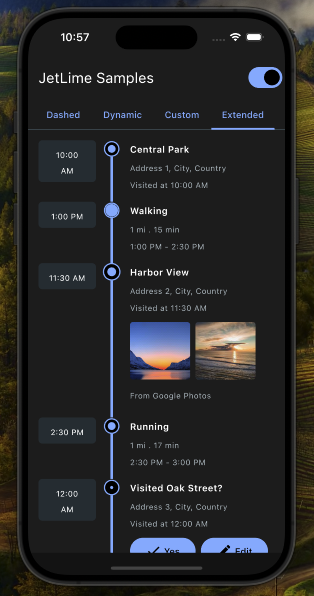 10:57
JetLime Samples
Dashed Dynamic Custom Extended
10:00
AM
Central Park
Address 1, City, Country
Visited at 10:00 AM
1:00 PM
Walking
1 mi . 15 min
1:00 PM - 2:30 PM
11:30 AM
Harbor View
Address 2, City, Country
Visited at 11:30 AM
From Google Photos
2:30 PM
Running
1 mi . 17 min
2:30 PM - 3:00 PM
12:00
AM
Visited Oak Street?
Address 3, City, Country
Visited at 12:00 AM
Yes Edit